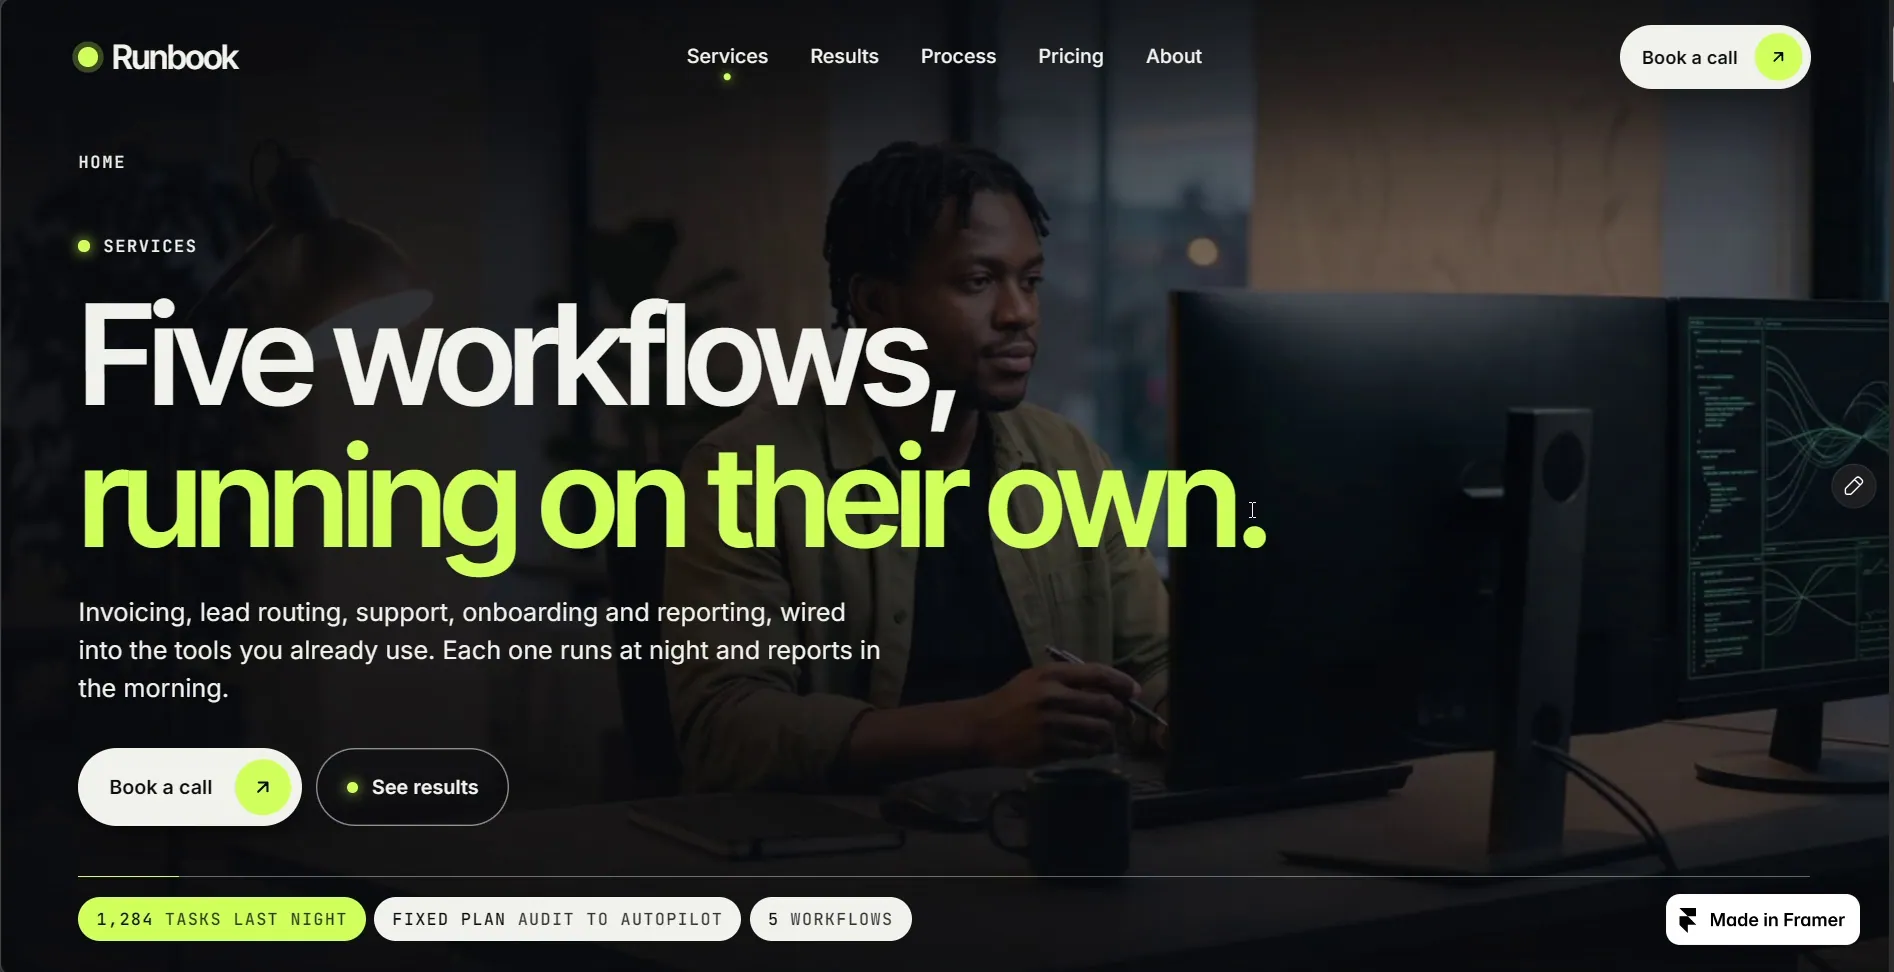 Runbook
Services
Results
Process
Pricing
About
Book a call
HOME
SERVICES
Five workflows,
running on their own.
Invoicing, lead routing, support, onboarding and reporting, wired
into the tools you already use. Each one runs at night and reports in
the morning.
Book a call
See results
1,284 TASKS LAST NIGHT
FIXED PLAN AUDIT TO AUTOPILOT
5 WORKFLOWS
Made in Framer